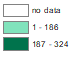 no data
1 - 186
187 - 324